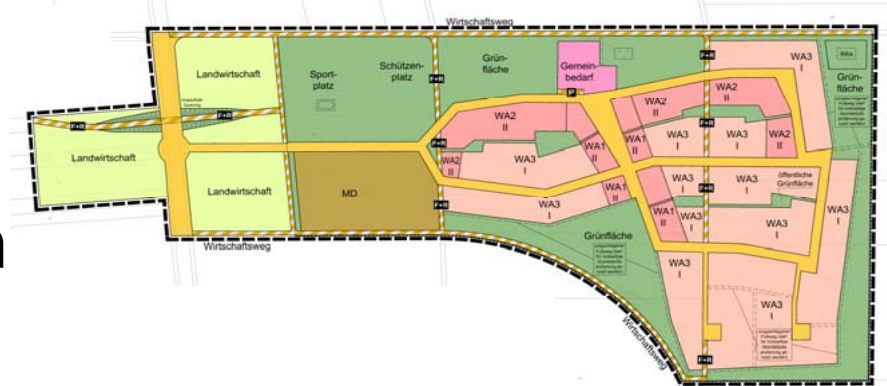 Wirtschaftsweg
Landwirtschaft
Sport-
platz
Schützen-
platz
Grün-
fläche
Gemein-
bedarf
P
F+R
WA3
I
RRA
Grün-
fläche
F+R
F+R
F+R
Landwirtschaft
F+R
WA2
II
WA2
II
WA2
II
F+R
WA1
II
WA1
II
WA3
I
WA3
I
WA2
II
F+R
WA2
II
WA3
I
Landwirtschaft
MD
F+R
WA3
I
WA1
II
WA3
I
F+R
WA3
I
öffentliche
Grünfläche
WA3
I
WA1
II
WA3
I
WA3
I
Grünfläche
Wirtschaftsweg
WA3
I
WA3
I
Wirtschaftsweg
F+R
n